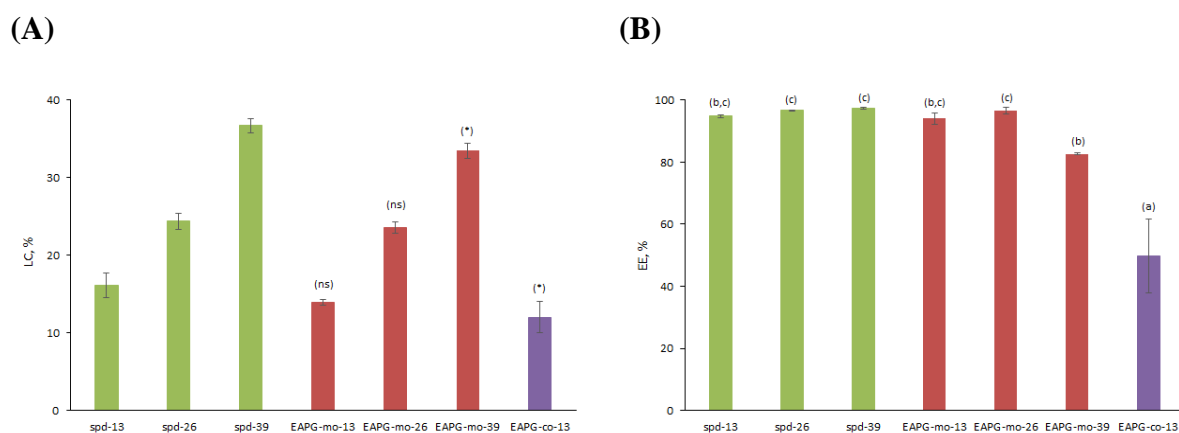 (A)
(B)
40
30
20
10
0
LC, %
(ns)
(ns)
(*)
(*)
spd-13 spd-26 spd-39 EAPG-mo-13 EAPG-mo-26 EAPG-mo-39 EAPG-co-13
100
80
60
40
20
0
EE, %
(b,c)
(c)
(c)
(b,c)
(c)
(b)
(a)
spd-13 spd-26 spd-39 EAPG-mo-13 EAPG-mo-26 EAPG-mo-39 EAPG-co-13